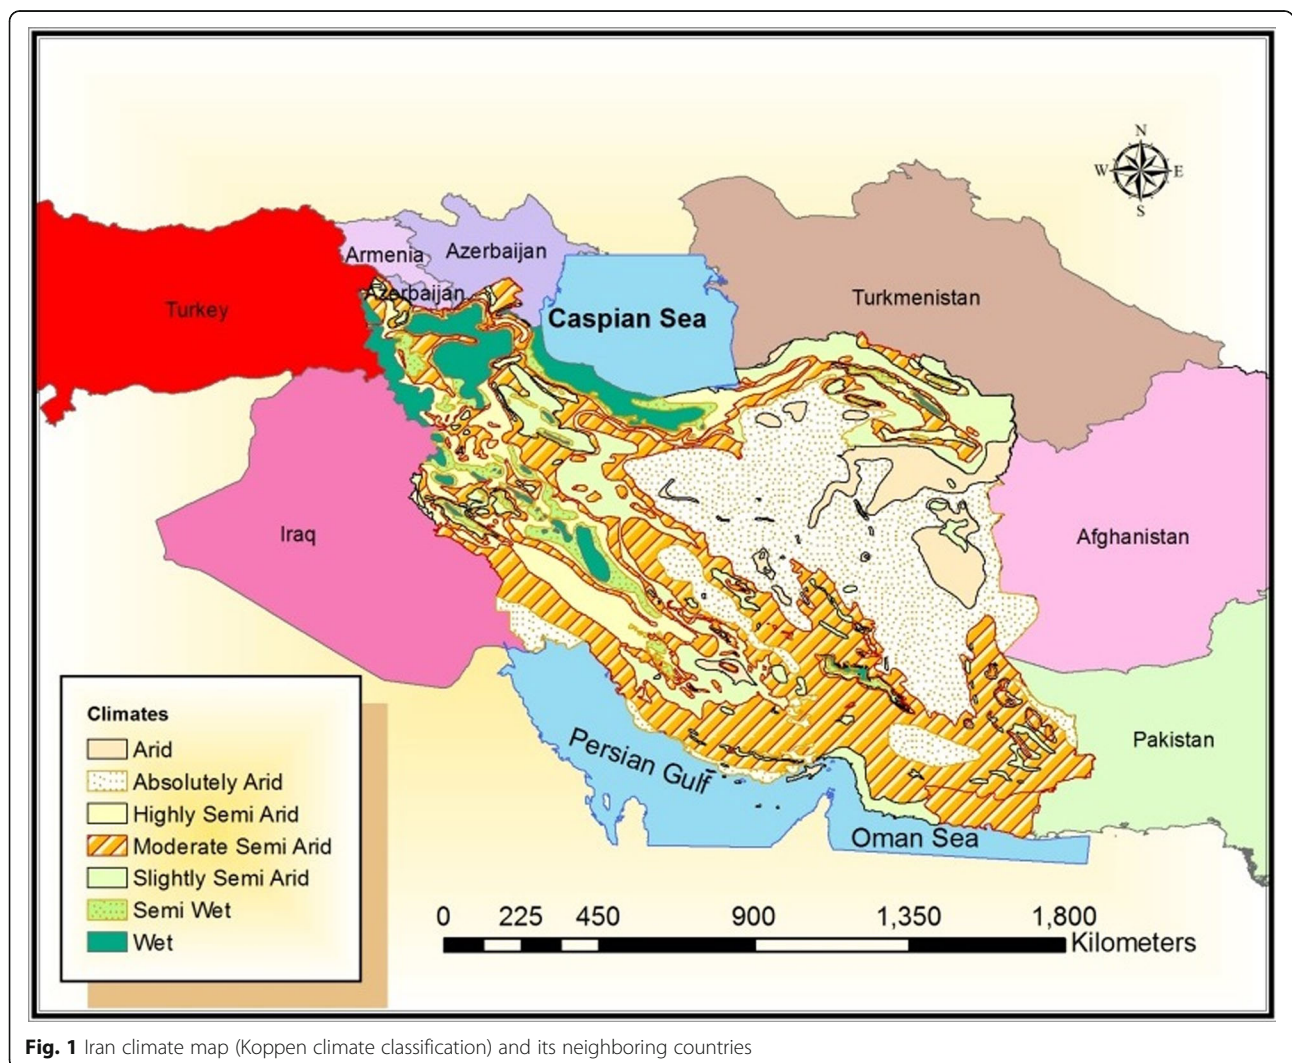 N
W E
S
Armenia
Azerbaijan
Azerbaijan
Turkey
Caspian Sea
Turkmenistan
Iraq
Afghanistan
Pakistan
Persian Gulf
Oman Sea
Climates
Arid
Absolutely Arid
Highly Semi Arid
Moderate Semi Arid
Slightly Semi Arid
Semi Wet
Wet
0 225 450 900 1,350 1,800
Kilometers
Fig. 1 Iran climate map (Koppen climate classification) and its neighboring countries